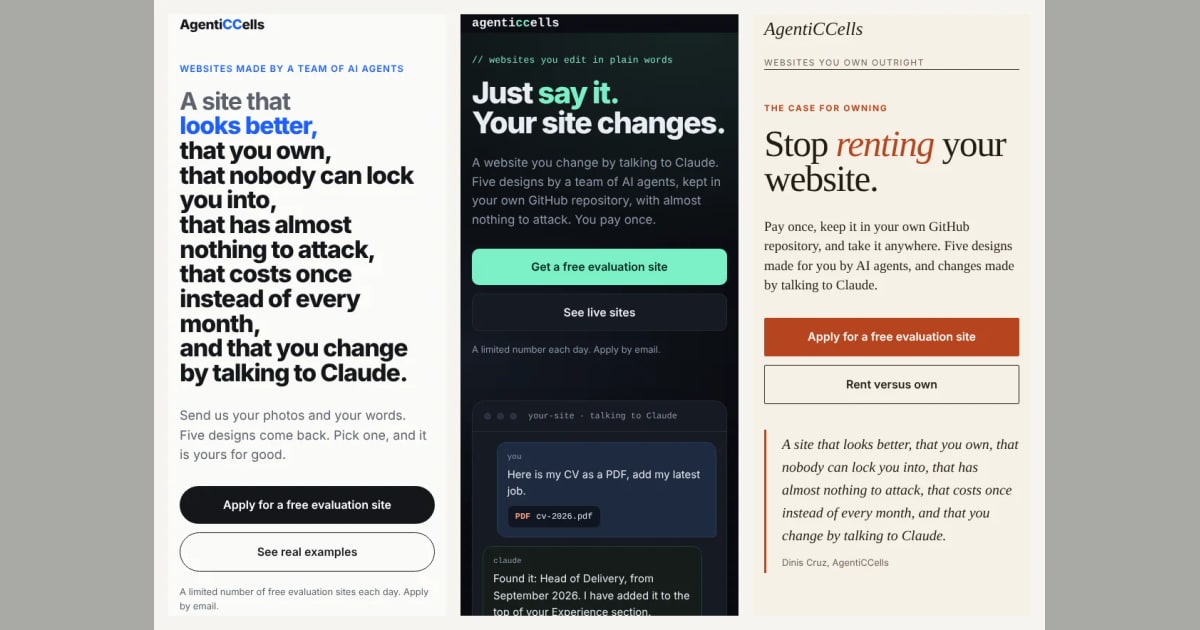 AgentiCCells
WEBSITES MADE BY A TEAM OF AI AGENTS
A site that
looks better,
that you own,
that nobody can lock
you into,
that has almost
nothing to attack,
that costs once
instead of every
month,
and that you change
by talking to Claude.
Send us your photos and your words.
Five designs come back. Pick one, and it
is yours for good.
Apply for a free evaluation site
See real examples
A limited number of free evaluation sites each day. Apply
by email.
agenticcells
// websites you edit in plain words
Just say it.
Your site changes.
A website you change by talking to Claude.
Five designs by a team of AI agents, kept in
your own GitHub repository, with almost
nothing to attack. You pay once.
Get a free evaluation site
See live sites
A limited number each day. Apply by email.
your-site · talking to Claude
you
Here is my CV as a PDF, add my latest
job.
PDF cv-2026.pdf
claude
Found it: Head of Delivery, from
September 2026. I have added it to the
top of your Experience section.
AgentiCCells
WEBSITES YOU OWN OUTRIGHT
THE CASE FOR OWNING
Stop renting your
website.
Pay once, keep it in your own GitHub
repository, and take it anywhere. Five designs
made for you by AI agents, and changes made
by talking to Claude.
Apply for a free evaluation site
Rent versus own
A site that looks better, that you own, that
nobody can lock you into, that has
almost nothing to attack, that costs once
instead of every month, and that you
change by talking to Claude.
Dinis Cruz, AgentiCCells